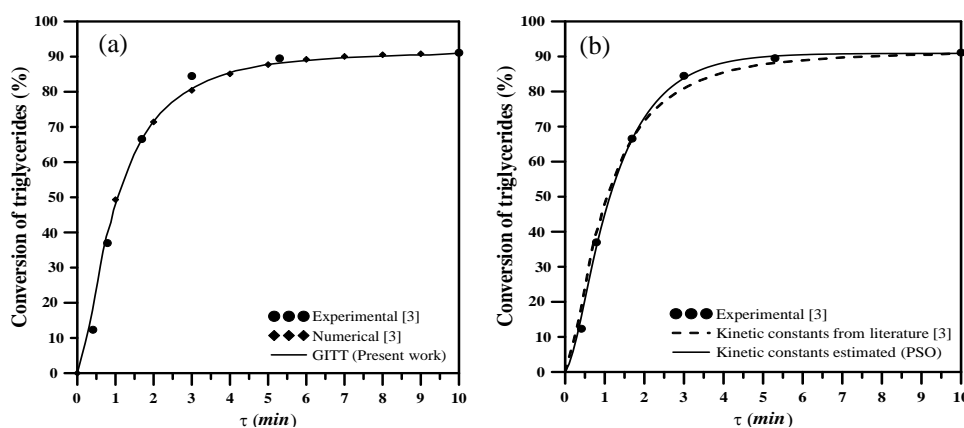 (a)
Conversion of triglycerides (%)
100
90
80
70
60
50
40
30
20
10
0
0 1 2 3 4 5 6 7 8 9 10
τ (min)
Experimental [3]
Numerical [3]
GITT (Present work)
(b)
Conversion of triglycerides (%)
100
90
80
70
60
50
40
30
20
10
0
0 1 2 3 4 5 6 7 8 9 10
τ (min)
Experimental [3]
Kinetic constants from literature [3]
Kinetic constants estimated (PSO)